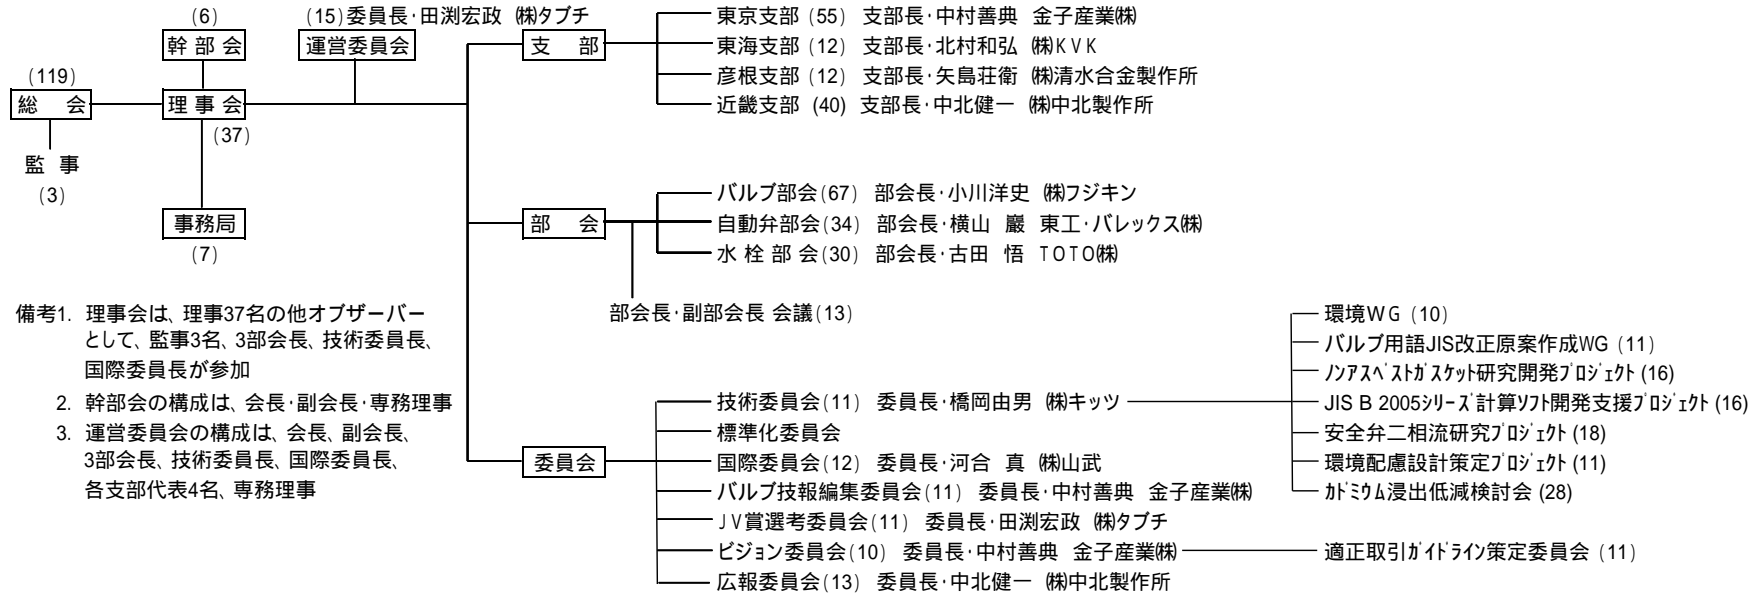 (6)
幹部会
(15)委員長･田渕宏政 ㈱タブチ
運営委員会
(119)
総 会
理事会
(37)
監 事
(3)
事務局
(7)
支 部
東京支部 (55) 支部長･中村善典 金子産業㈱
東海支部 (12) 支部長･北村和弘 ㈱KVK
彦根支部 (12) 支部長･矢島荘衛 ㈱清水合金製作所
近畿支部 (40) 支部長･中北健一 ㈱中北製作所
部 会
バルブ部会(67) 部会長･小川洋史 ㈱フジキン
自動弁部会(34) 部会長･横山 巖 東工･バレックス㈱
水 栓 部 会(30) 部会長･古田 悟 TOTO㈱
部会長･副部会長 会議(13)
備考1. 理事会は、理事37名の他オブザーバー
として、監事3名、3部会長、技術委員長、
国際委員長が参加
2. 幹部会の構成は、会長･副会長･専務理事
3. 運営委員会の構成は、会長、副会長、
3部会長、技術委員長、国際委員長、
各支部代表4名、専務理事
委員会
技術委員会(11) 委員長･橋岡由男 ㈱キッツ
標準化委員会
国際委員会(12) 委員長･河合 真 ㈱山武
バルブ技報編集委員会(11) 委員長･中村善典 金子産業㈱
JV賞選考委員会(11) 委員長･田渕宏政 ㈱タブチ
ビジョン委員会(10) 委員長･中村善典 金子産業㈱
広報委員会(13) 委員長･中北健一 ㈱中北製作所
環境WG (10)
バルブ用語JIS改正原案作成WG (11)
ﾉﾝｱｽﾍﾞｽﾄｶﾞｽｹｯﾄ研究開発ﾌﾟﾛｼﾞｪｸﾄ (16)
JIS B 2005ｼﾘｰｽﾞ計算ｿﾌﾄ開発支援ﾌﾟﾛｼﾞｪｸﾄ (16)
安全弁二相流研究ﾌﾟﾛｼﾞｪｸﾄ (18)
環境配慮設計策定ﾌﾟﾛｼﾞｪｸﾄ (11)
ｶﾄﾞﾐｳﾑ浸出低減検討会 (28)
適正取引ｶﾞｲﾄﾞﾗｲﾝ策定委員会 (11)